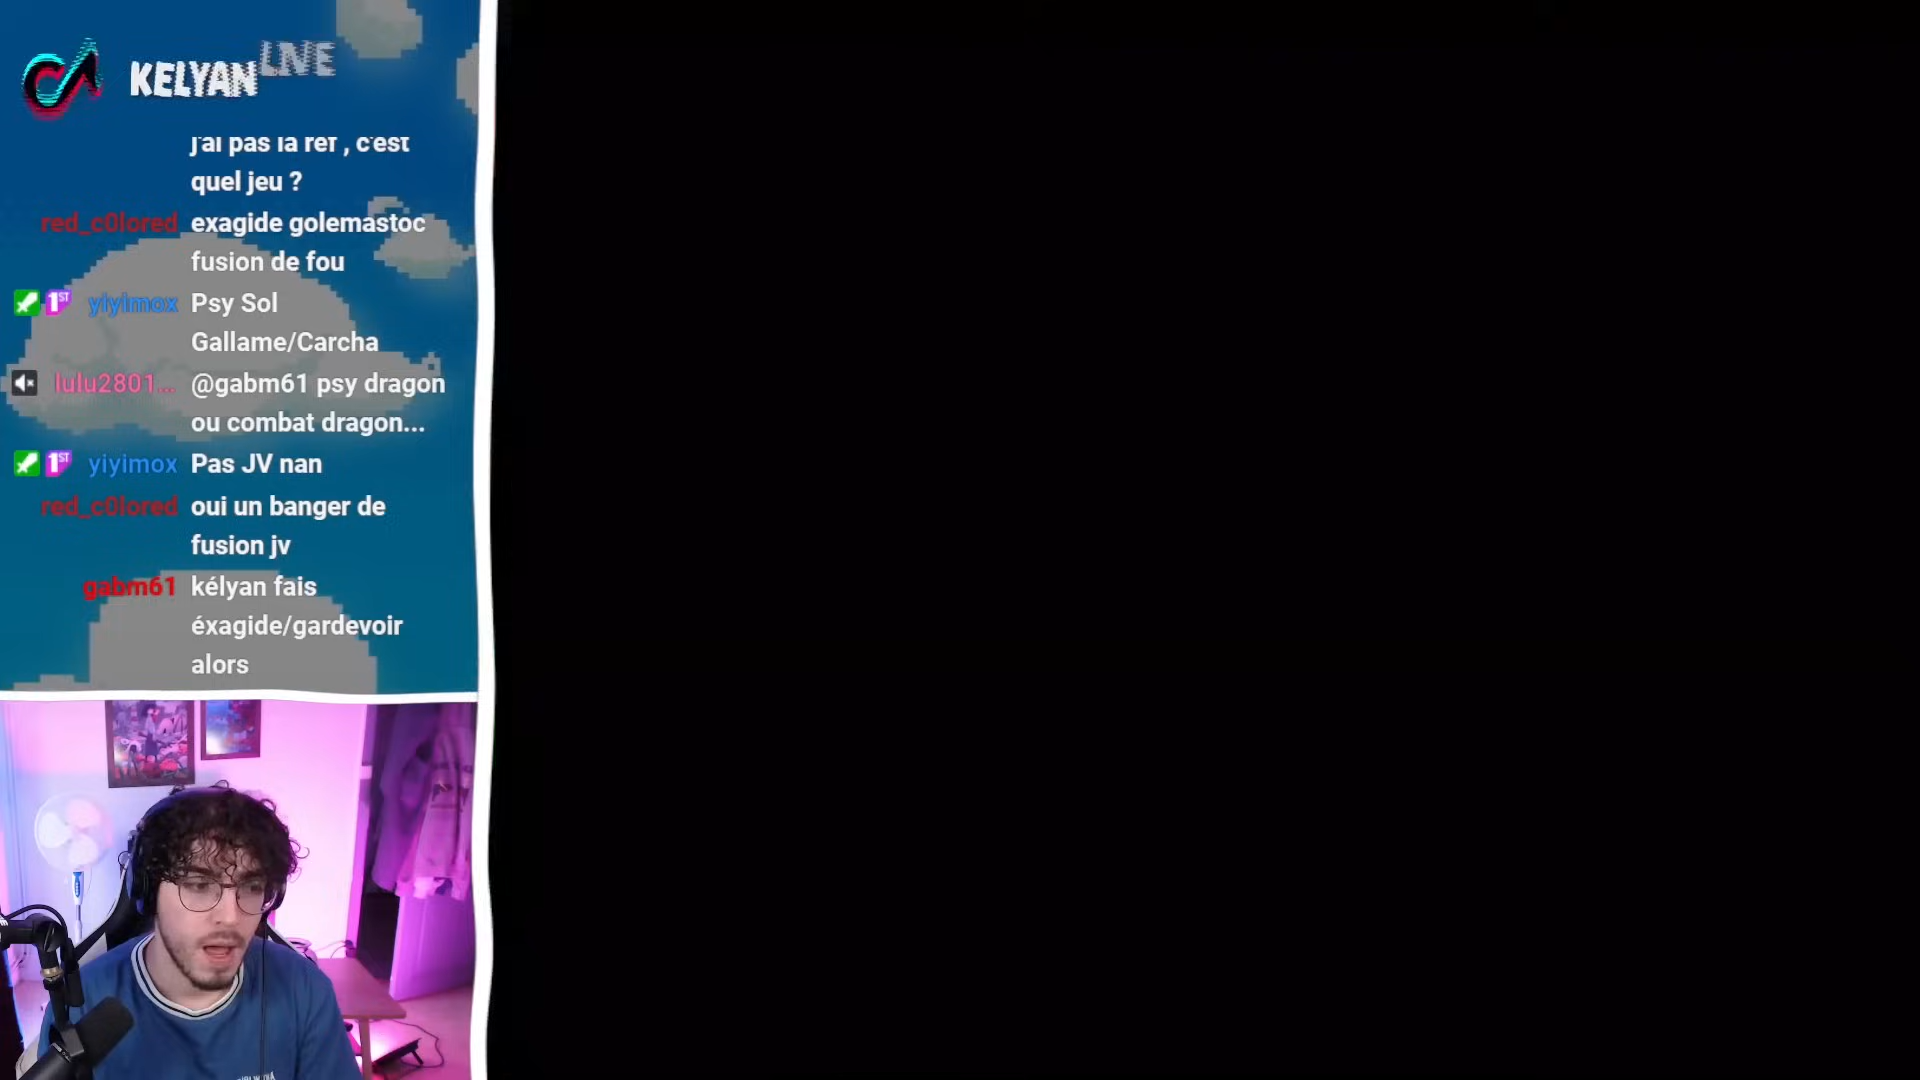 KELYAN LIVE
j'ai pas la ref , c'est
quel jeu ?
red_c0lored exagide golemastoc
fusion de fou
1ST yiyimox Psy Sol
Gallame/Carcha
lulu2801... @gabm61 psy dragon
ou combat dragon...
1ST yiyimox Pas JV nan
red_c0lored oui un banger de
fusion jv
gabm61 kélyan fais
éxagide/gardevoir
alors